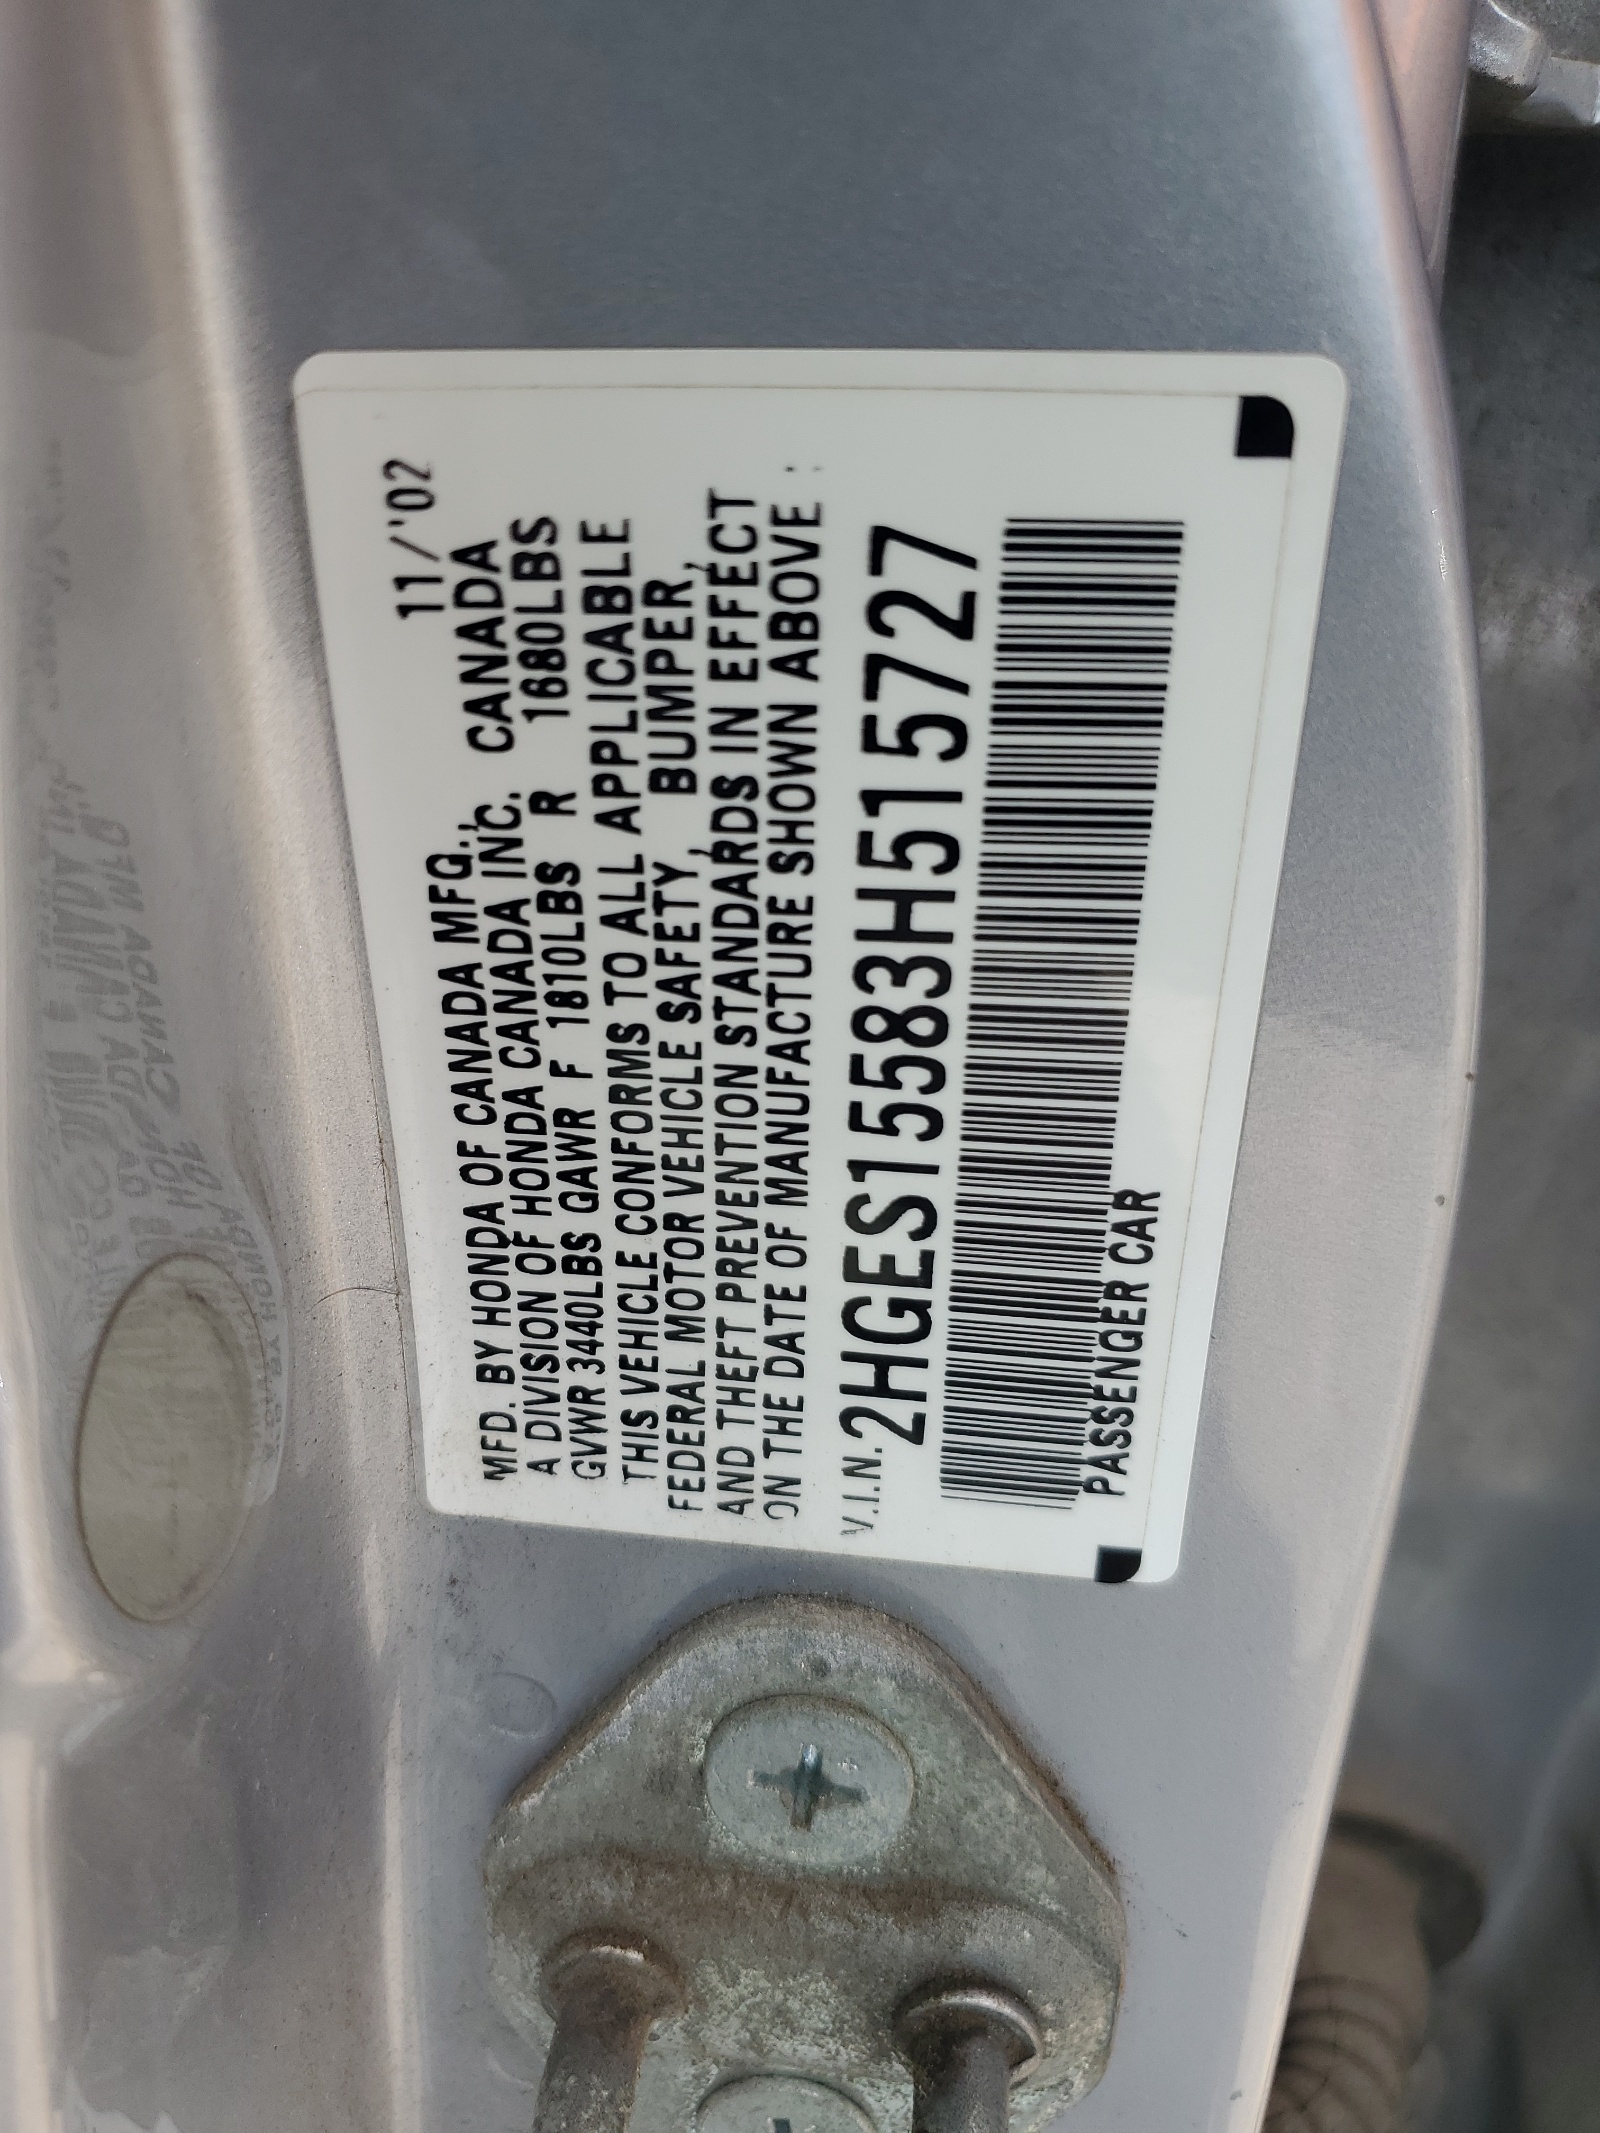 11/'02
MFD. BY HONDA OF CANADA MFG., CANADA
A DIVISION OF HONDA CANADA INC.
GVWR 3440LBS GAWR F 1810LBS R 1680LBS
THIS VEHICLE CONFORMS TO ALL APPLICABLE
FEDERAL MOTOR VEHICLE SAFETY, BUMPER,
AND THEFT PREVENTION STANDARDS IN EFFECT
ON THE DATE OF MANUFACTURE SHOWN ABOVE :
V.I.N. 2HGES15583H515727
PASSENGER CAR